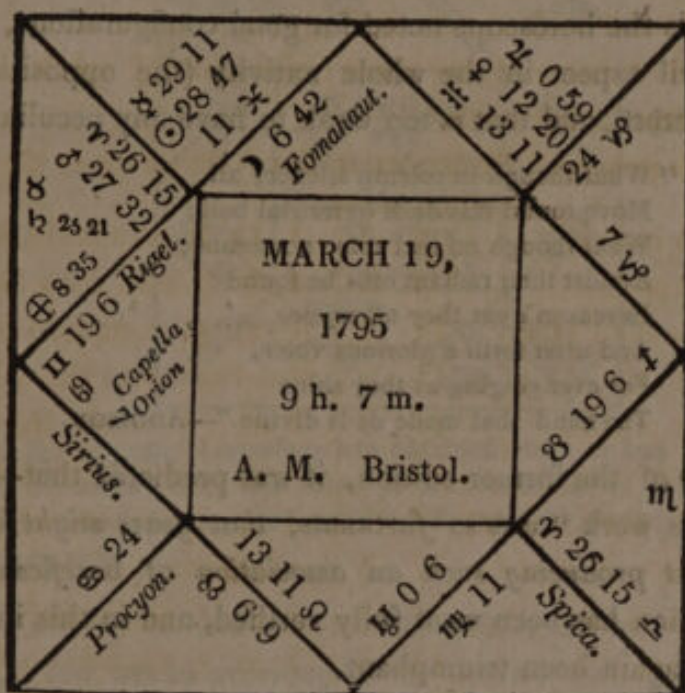 29 11
☉ 28 47
11 ♓
☽ 6 42
Fomahaut.
♃ 0 59
♀ 12 20
13 11
24 ♑
♈ 26 15
♂ 27 32
♉
♄ 25 21
⊕ 8 35
Rigel.
♊ 19 6
Capella,
Orion
♋
Sirius.
MARCH 19,
1795
9 h. 7 m.
A. M. Bristol.
7 ♑
♐
19 6
♏
26 15 ♎
Spica.
♋ 24
Procyon.
13 11 ♌
☊ 6 9
♅ 0 6
♍ 11